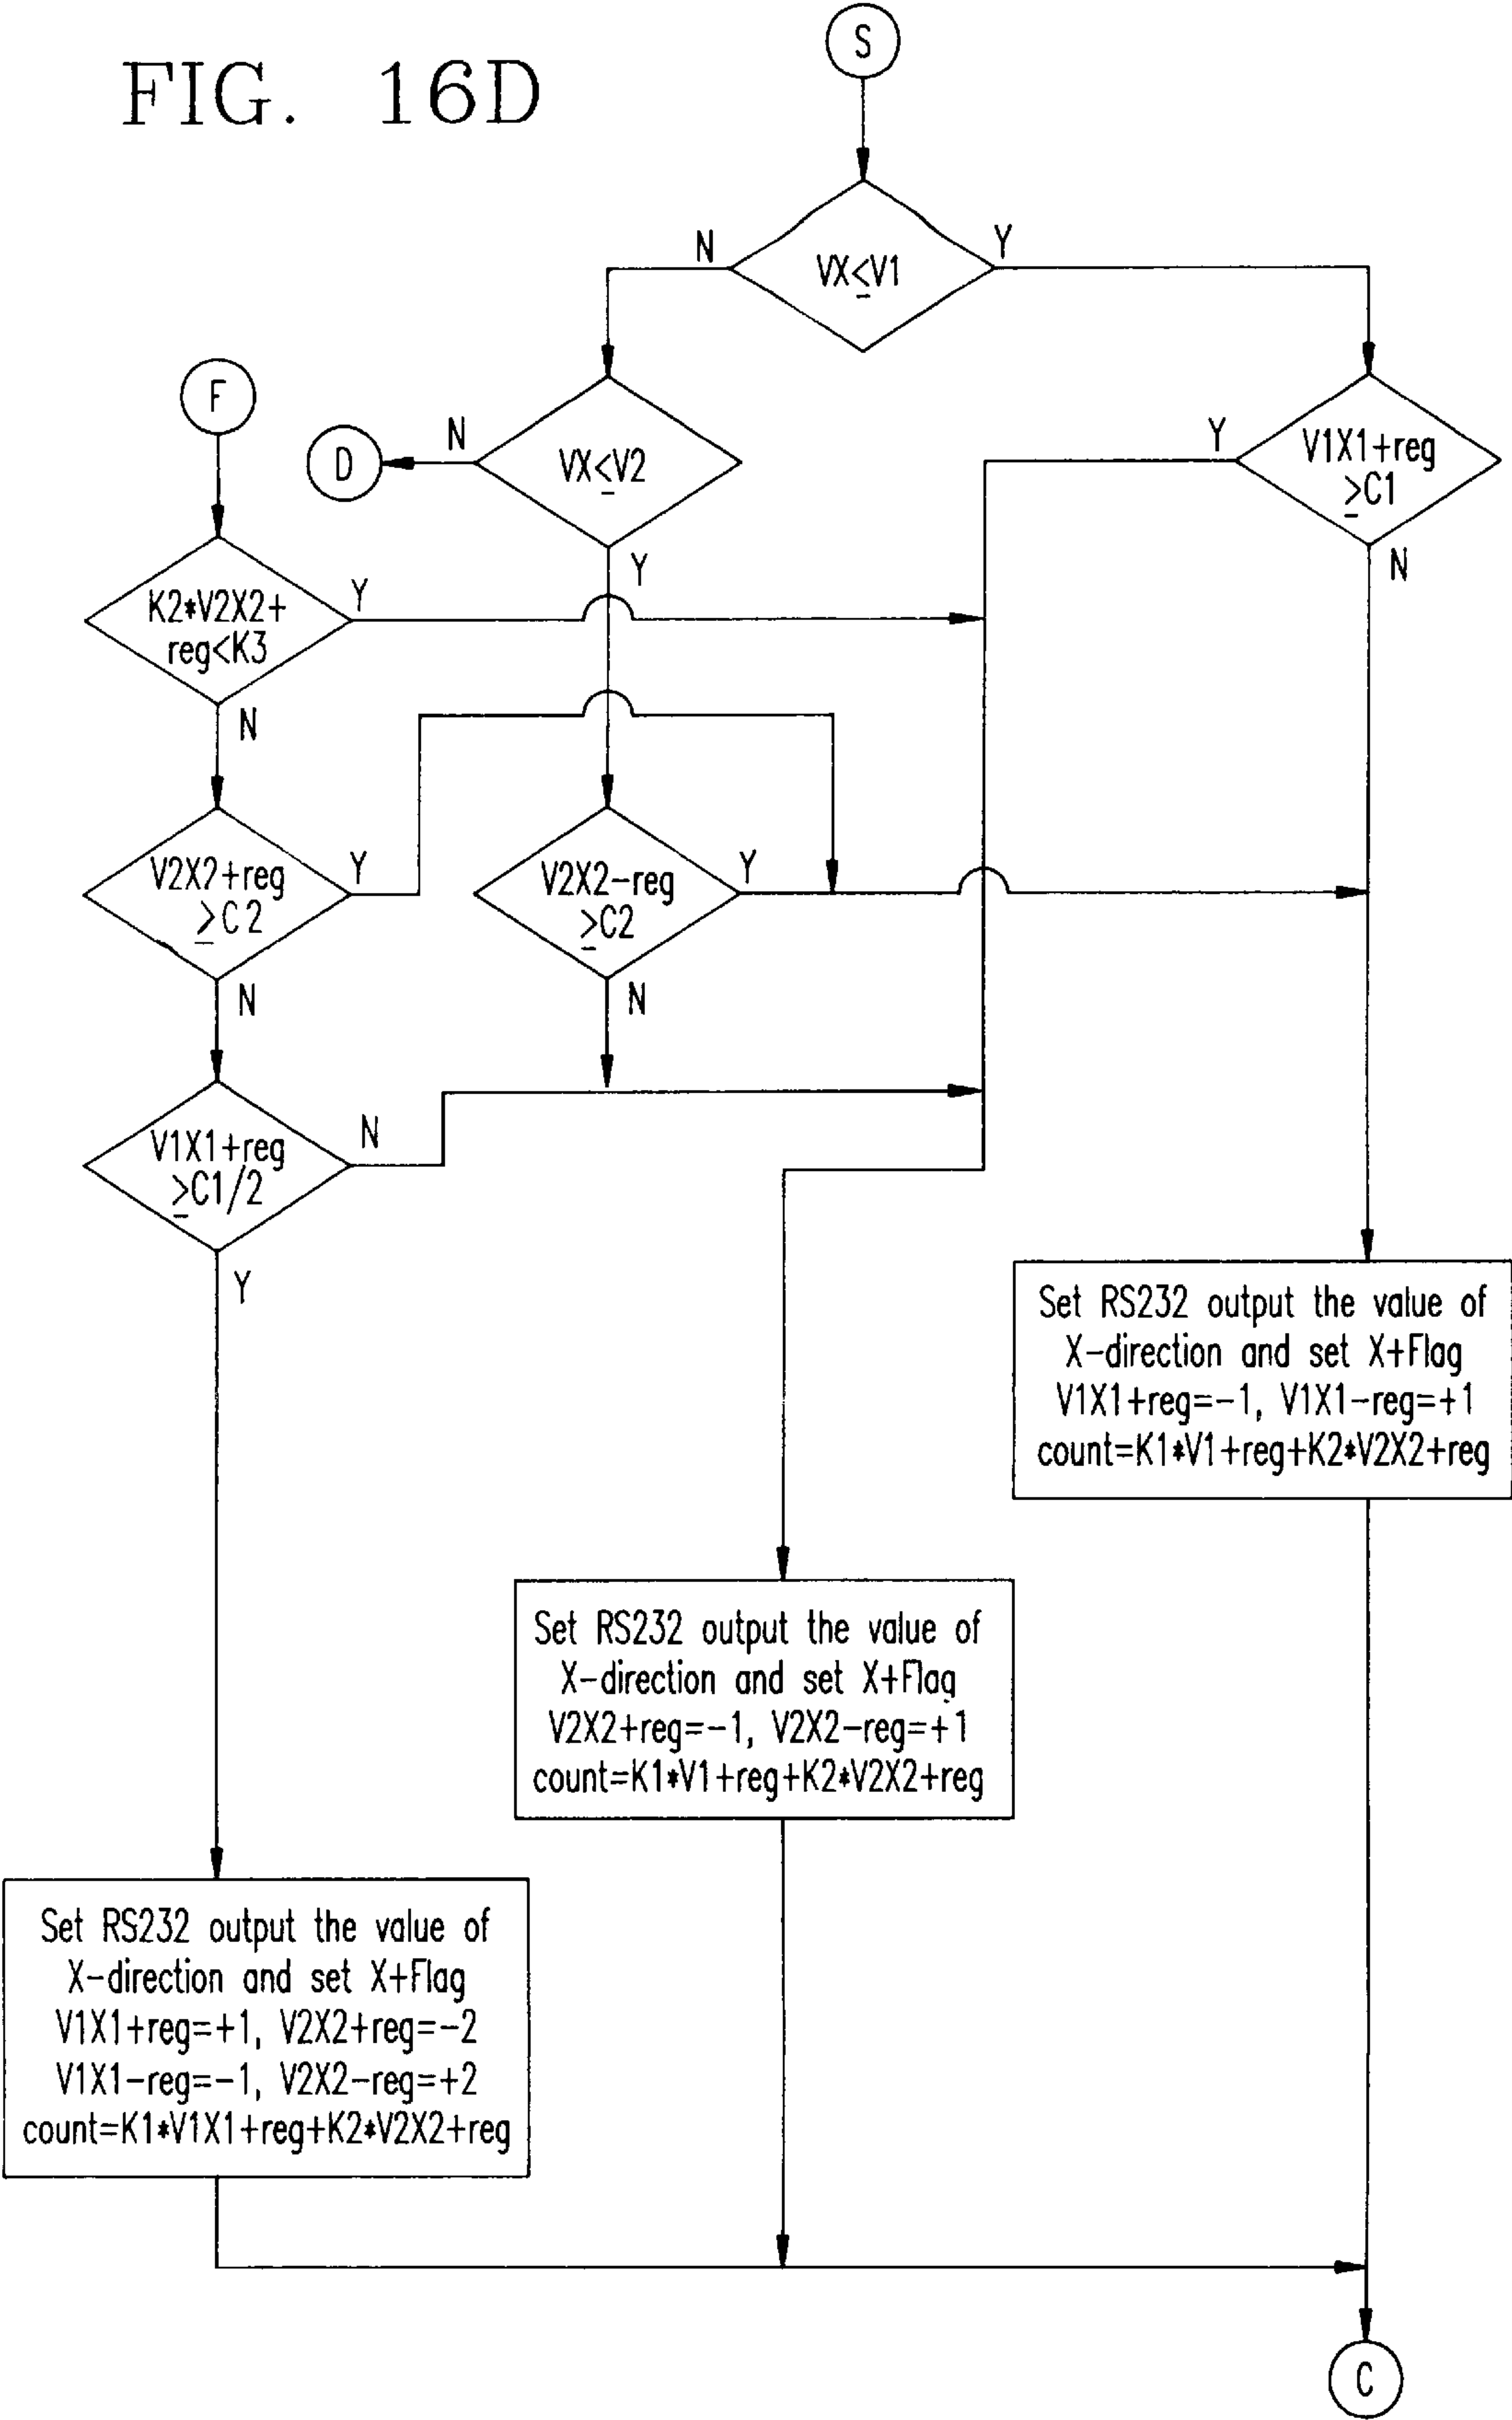 FIG. 16D
S
VX≤V1
N
Y
F
D
N
VX≤V2
Y
Y
V1X1+reg
≥C1
N
K2*V2X2+
reg<K3
Y
N
V2X2+reg
≥C2
Y
N
V2X2-reg
≥C2
Y
N
V1X1+reg
≥C1/2
N
Y
Set RS232 output the value of
X-direction and set X+Flag
V1X1+reg=-1, V1X1-reg=+1
count=K1*V1+reg+K2*V2X2+reg
Set RS232 output the value of
X-direction and set X+Flag
V2X2+reg=-1, V2X2-reg=+1
count=K1*V1+reg+K2*V2X2+reg
Set RS232 output the value of
X-direction and set X+Flag
V1X1+reg=+1, V2X2+reg=-2
V1X1-reg=-1, V2X2-reg=+2
count=K1*V1X1+reg+K2*V2X2+reg
C